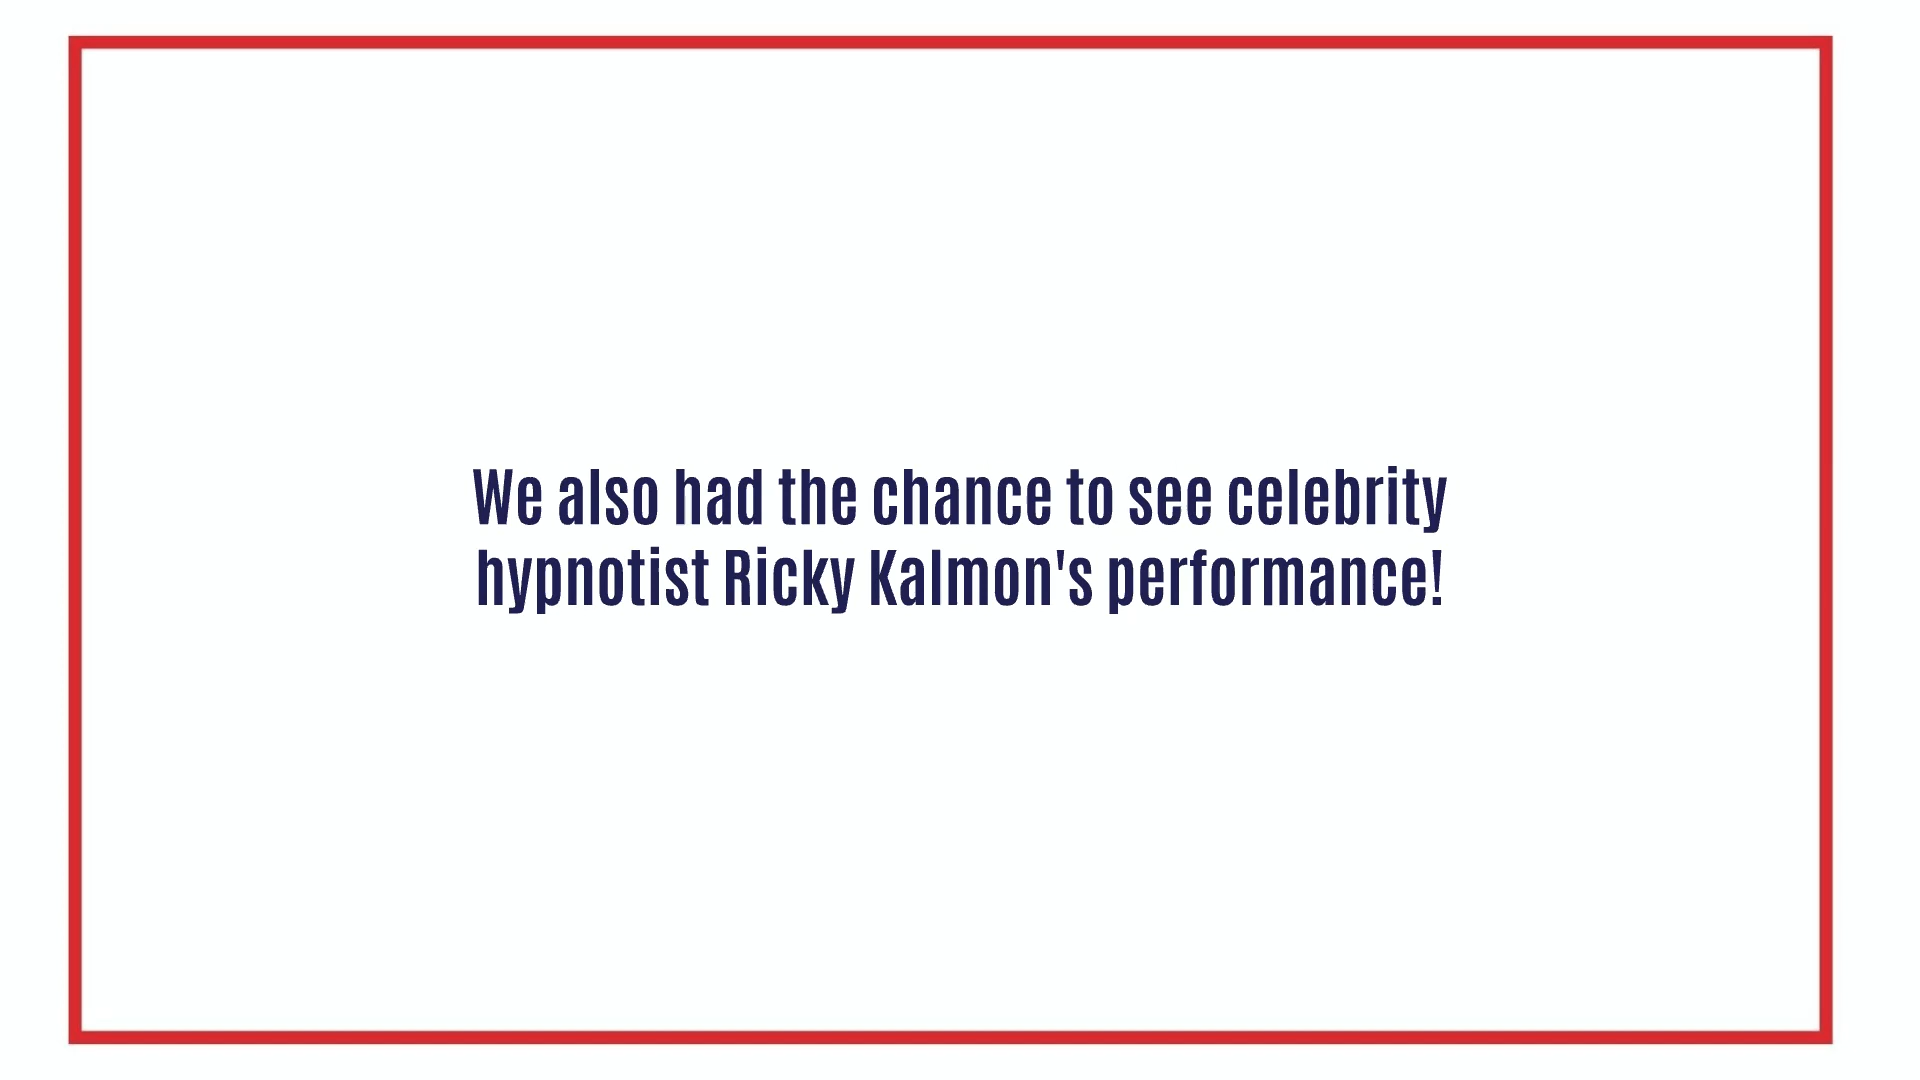 We also had the chance to see celebrity
hypnotist Ricky Kalmon's performance!